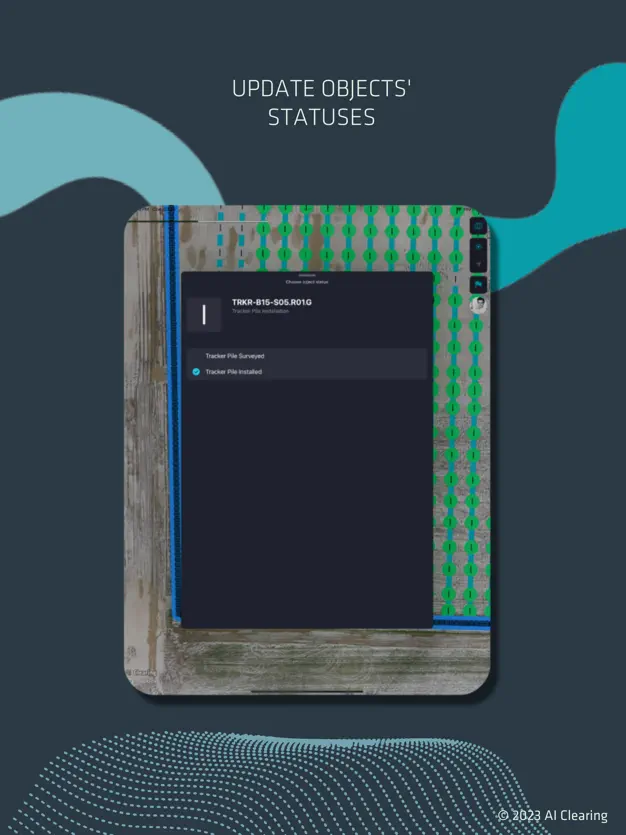 UPDATE OBJECTS'
STATUSES
Choose object status
TRKR-B15-S05.R01.G
Tracker Pile Installation
Tracker Pile Surveyed
Tracker Pile Installed
© 2023 AI Clearing